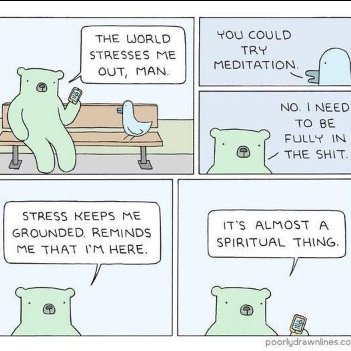 THE WORLD
STRESSES ME
OUT, MAN.
YOU COULD
TRY
MEDITATION.
NO. I NEED
TO BE
FULLY IN
THE SHIT.
STRESS KEEPS ME
GROUNDED. REMINDS
ME THAT I'M HERE.
IT'S ALMOST A
SPIRITUAL THING.
poorlydrawnlines.co